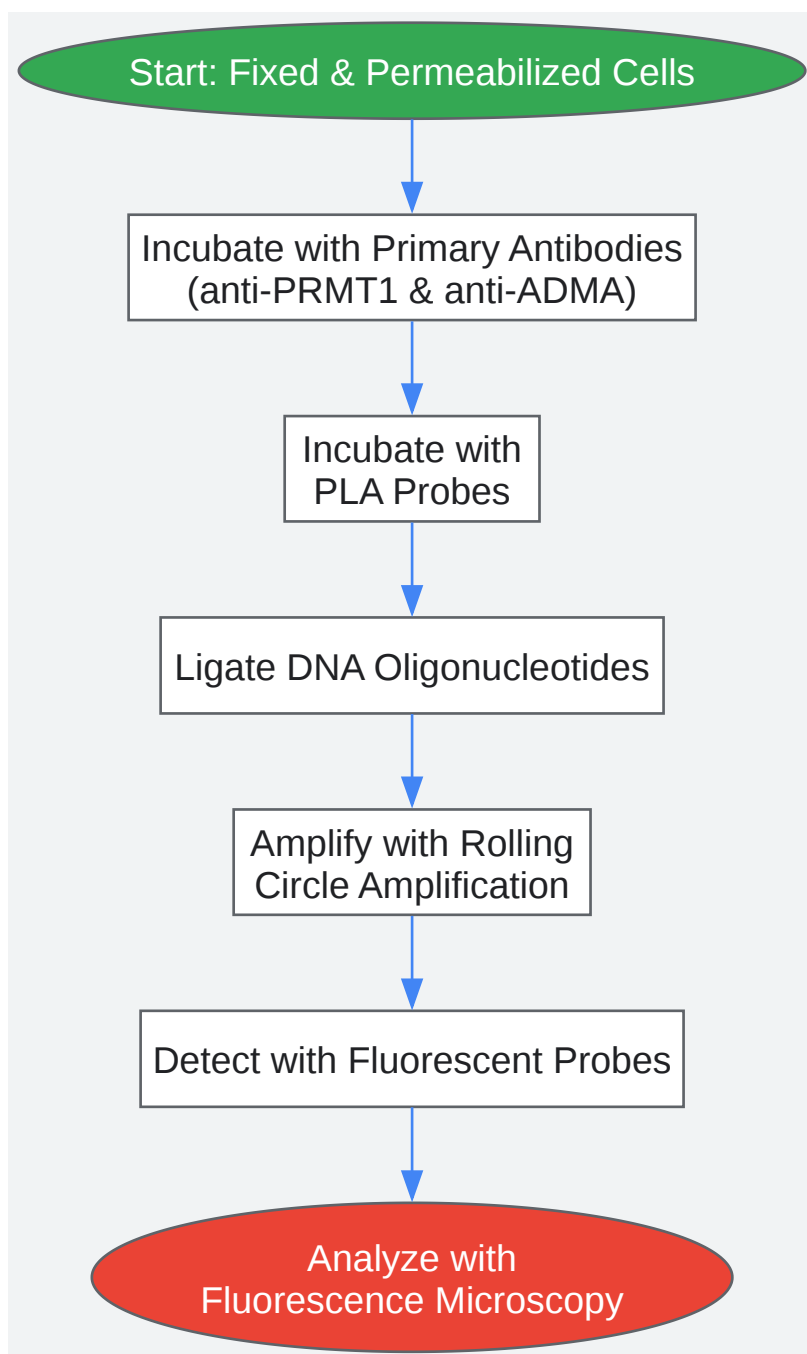 Start: Fixed & Permeabilized Cells
Incubate with Primary Antibodies
(anti-PRMT1 & anti-ADMA)
Incubate with
PLA Probes
Ligate DNA Oligonucleotides
Amplify with Rolling
Circle Amplification
Detect with Fluorescent Probes
Analyze with
Fluorescence Microscopy